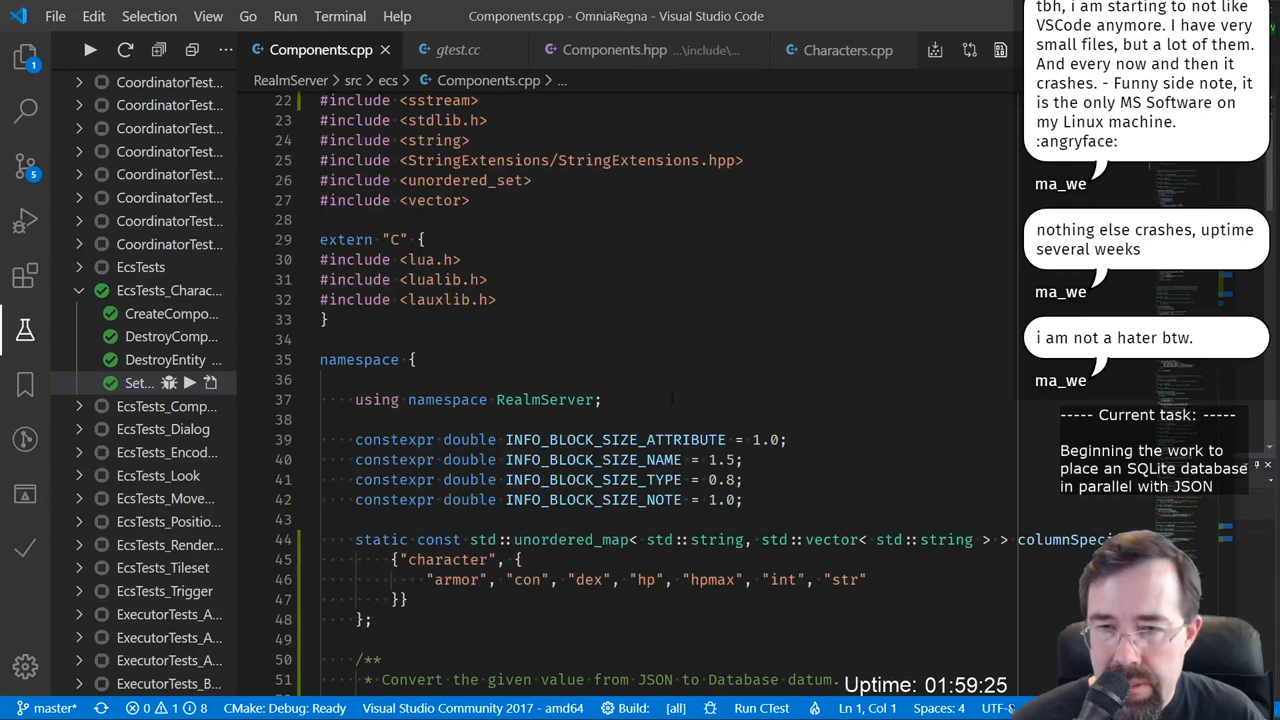 File Edit Selection View Go Run Terminal Help Components.cpp - OmniaRegna - Visual Studio Code
Components.cpp gtest.cc Components.hpp ...\include\... Characters.cpp
RealmServer > src > ecs > Components.cpp > ...
1
5
CoordinatorTest...
CoordinatorTest...
CoordinatorTest...
CoordinatorTest...
CoordinatorTest...
CoordinatorTest...
CoordinatorTest...
CoordinatorTest...
EcsTests
EcsTests_Charac...
CreateCompo...
DestroyComp...
DestroyEntity ...
Set...
EcsTests_Comp...
EcsTests_Dialog
EcsTests_Enco...
EcsTests_Look
EcsTests_Move...
EcsTests_Positio...
EcsTests_Render...
EcsTests_Tileset
EcsTests_Trigger
ExecutorTests_A...
ExecutorTests_A...
ExecutorTests_A...
ExecutorTests_B...
22 #include <sstream>
23 #include <stdlib.h>
24 #include <string>
25 #include <StringExtensions/StringExtensions.hpp>
26 #include <unordered_set>
27 #include <vector>
28
29 extern "C" {
30 #include <lua.h>
31 #include <lualib.h>
32 #include <lauxlib.h>
33 }
34
35 namespace {
36
37 using namespace RealmServer;
38
39 constexpr double INFO_BLOCK_SIZE_ATTRIBUTE = 1.0;
40 constexpr double INFO_BLOCK_SIZE_NAME = 1.5;
41 constexpr double INFO_BLOCK_SIZE_TYPE = 0.8;
42 constexpr double INFO_BLOCK_SIZE_NOTE = 1.0;
43
44 static const std::unordered_map< std::string, std::vector< std::string > > columnSpeci
45 {"character", {
46 "armor", "con", "dex", "hp", "hpmax", "int", "str"
47 }}
48 };
49
50 /**
51 * Convert the given value from JSON to Database datum.
tbh, i am starting to not like
VSCode anymore. I have very
small files, but a lot of them.
And every now and then it
crashes. - Funny side note, it
is the only MS Software on
my Linux machine.
:angryface:
ma_we
nothing else crashes, uptime
several weeks
ma_we
i am not a hater btw.
ma_we
----- Current task: -----
Beginning the work to
place an SQLite database
in parallel with JSON
Uptime: 01:59:25
master* 0 1 8 CMake: Debug: Ready Visual Studio Community 2017 - amd64 Build: [all] Run CTest Ln 1, Col 1 Spaces: 4 UTF-8